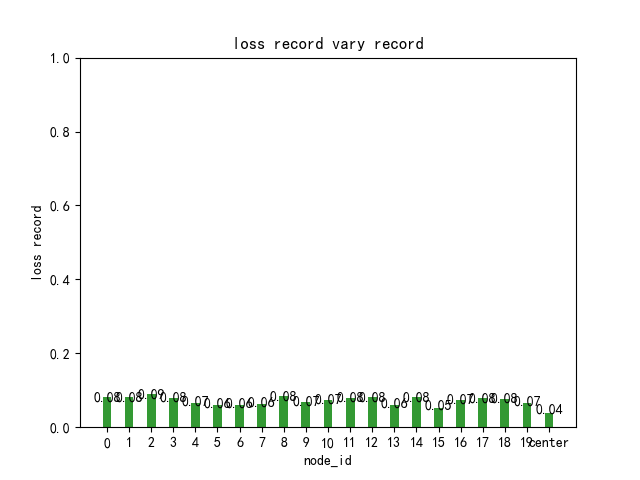 loss record vary record
1.0
0.8
0.6
0.4
0.2
0.0
loss record
0.08 0.08 0.09 0.08 0.07 0.06 0.06 0.06 0.08 0.07 0.07 0.08 0.08 0.06 0.08 0.05 0.07 0.08 0.08 0.07 0.04
0 1 2 3 4 5 6 7 8 9 10 11 12 13 14 15 16 17 18 19 center
node_id